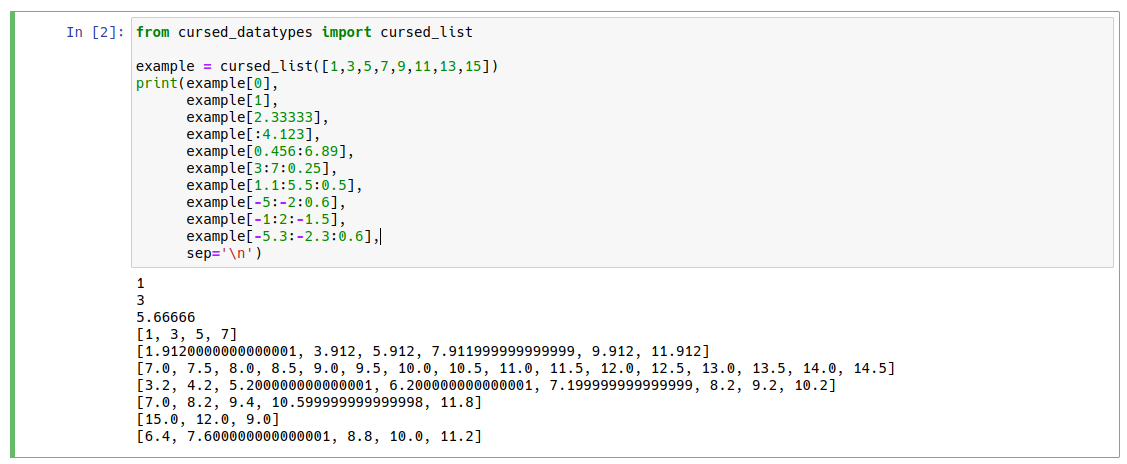 In [2]: from cursed_datatypes import cursed_list
example = cursed_list([1,3,5,7,9,11,13,15])
print(example[0],
example[1],
example[2.33333],
example[:4.123],
example[0.456:6.89],
example[3:7:0.25],
example[1.1:5.5:0.5],
example[-5:-2:0.6],
example[-1:2:-1.5],
example[-5.3:-2.3:0.6],
sep='\n')
1
3
5.66666
[1, 3, 5, 7]
[1.9120000000000001, 3.912, 5.912, 7.911999999999999, 9.912, 11.912]
[7.0, 7.5, 8.0, 8.5, 9.0, 9.5, 10.0, 10.5, 11.0, 11.5, 12.0, 12.5, 13.0, 13.5, 14.0, 14.5]
[3.2, 4.2, 5.200000000000001, 6.200000000000001, 7.199999999999999, 8.2, 9.2, 10.2]
[7.0, 8.2, 9.4, 10.599999999999998, 11.8]
[15.0, 12.0, 9.0]
[6.4, 7.600000000000001, 8.8, 10.0, 11.2]